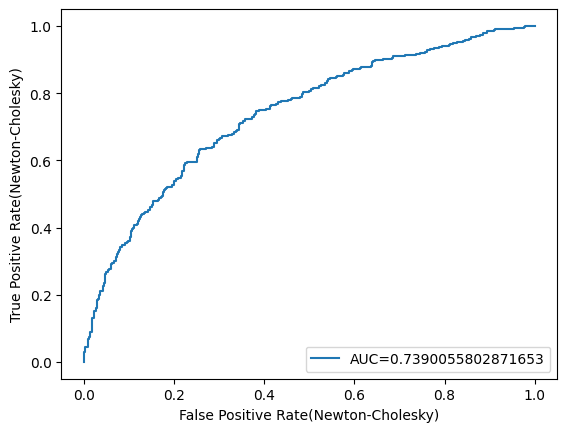 1.0
0.8
0.6
0.4
0.2
0.0
True Positive Rate(Newton-Cholesky)
AUC=0.7390055802871653
0.0 0.2 0.4 0.6 0.8 1.0
False Positive Rate(Newton-Cholesky)